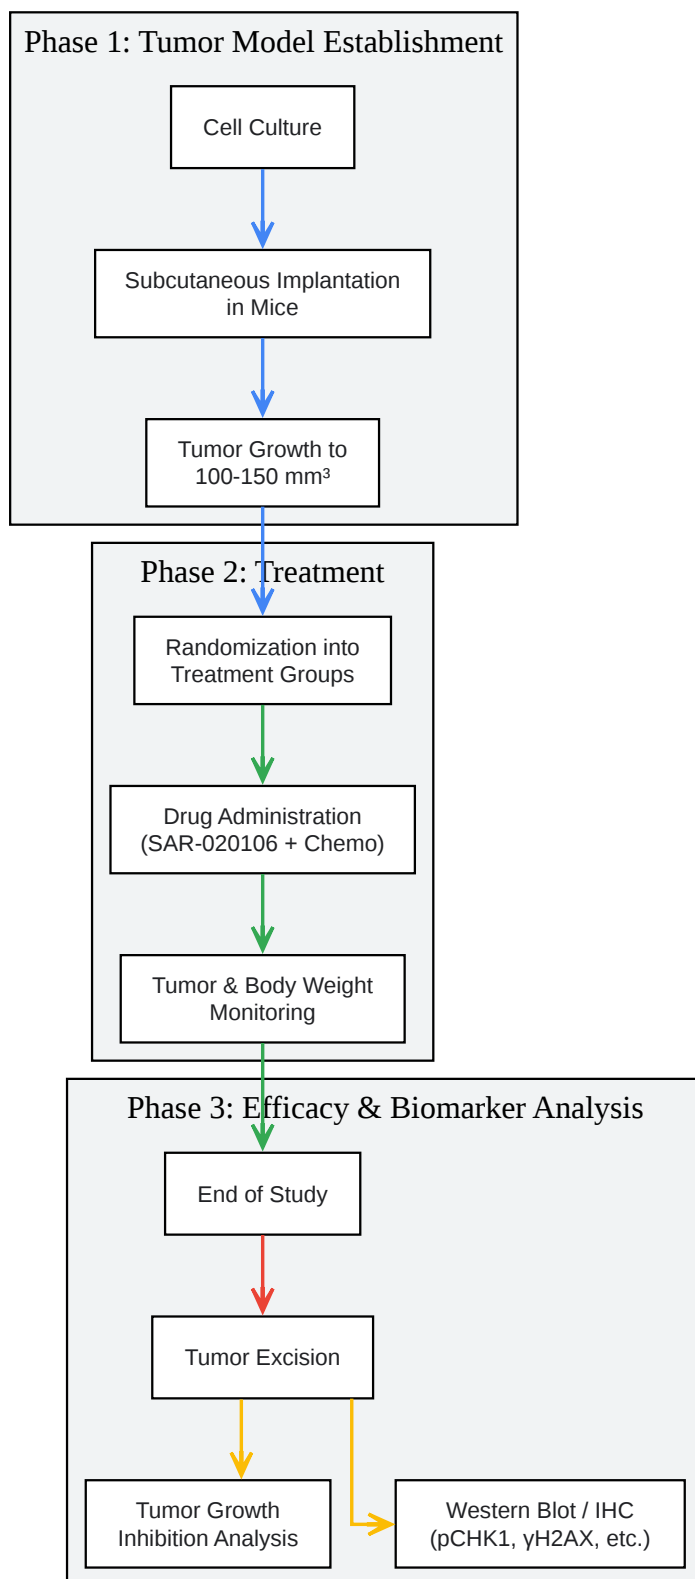 Phase 1: Tumor Model Establishment
Cell Culture
Subcutaneous Implantation
in Mice
Tumor Growth to
100-150 mm³
Phase 2: Treatment
Randomization into
Treatment Groups
Drug Administration
(SAR-020106 + Chemo)
Tumor & Body Weight
Monitoring
Phase 3: Efficacy & Biomarker Analysis
End of Study
Tumor Excision
Tumor Growth
Inhibition Analysis
Western Blot / IHC
(pCHK1, γH2AX, etc.)